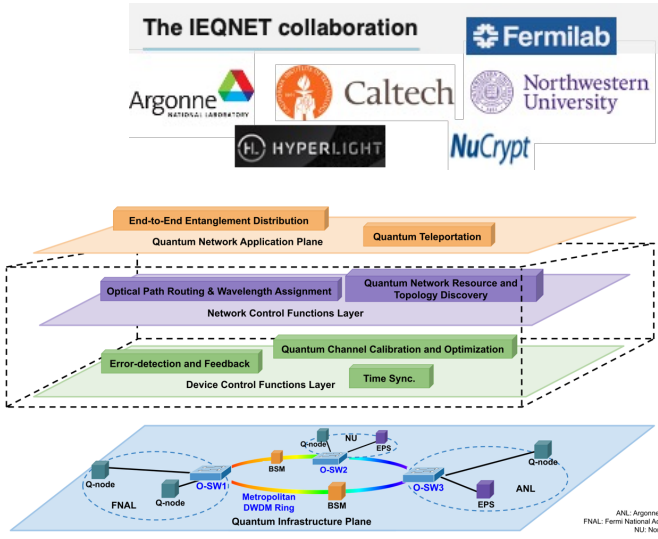 The IEQNET collaboration
Fermilab
Argonne
NATIONAL LABORATORY
Caltech
Northwestern
University
HL HYPERLIGHT
NuCrypt
End-to-End Entanglement Distribution
Quantum Network Application Plane
Quantum Teleportation
Optical Path Routing & Wavelength Assignment
Quantum Network Resource and
Topology Discovery
Network Control Functions Layer
Quantum Channel Calibration and Optimization
Error-detection and Feedback
Time Sync.
Device Control Functions Layer
Q-node
NU
EPS
BSM
O-SW2
Q-node
Q-node
O-SW1
O-SW3
ANL
Q-node
FNAL
Metropolitan
DWDM Ring
BSM
EPS
Quantum Infrastructure Plane
ANL: Argonne
FNAL: Fermi National Ac
NU: No